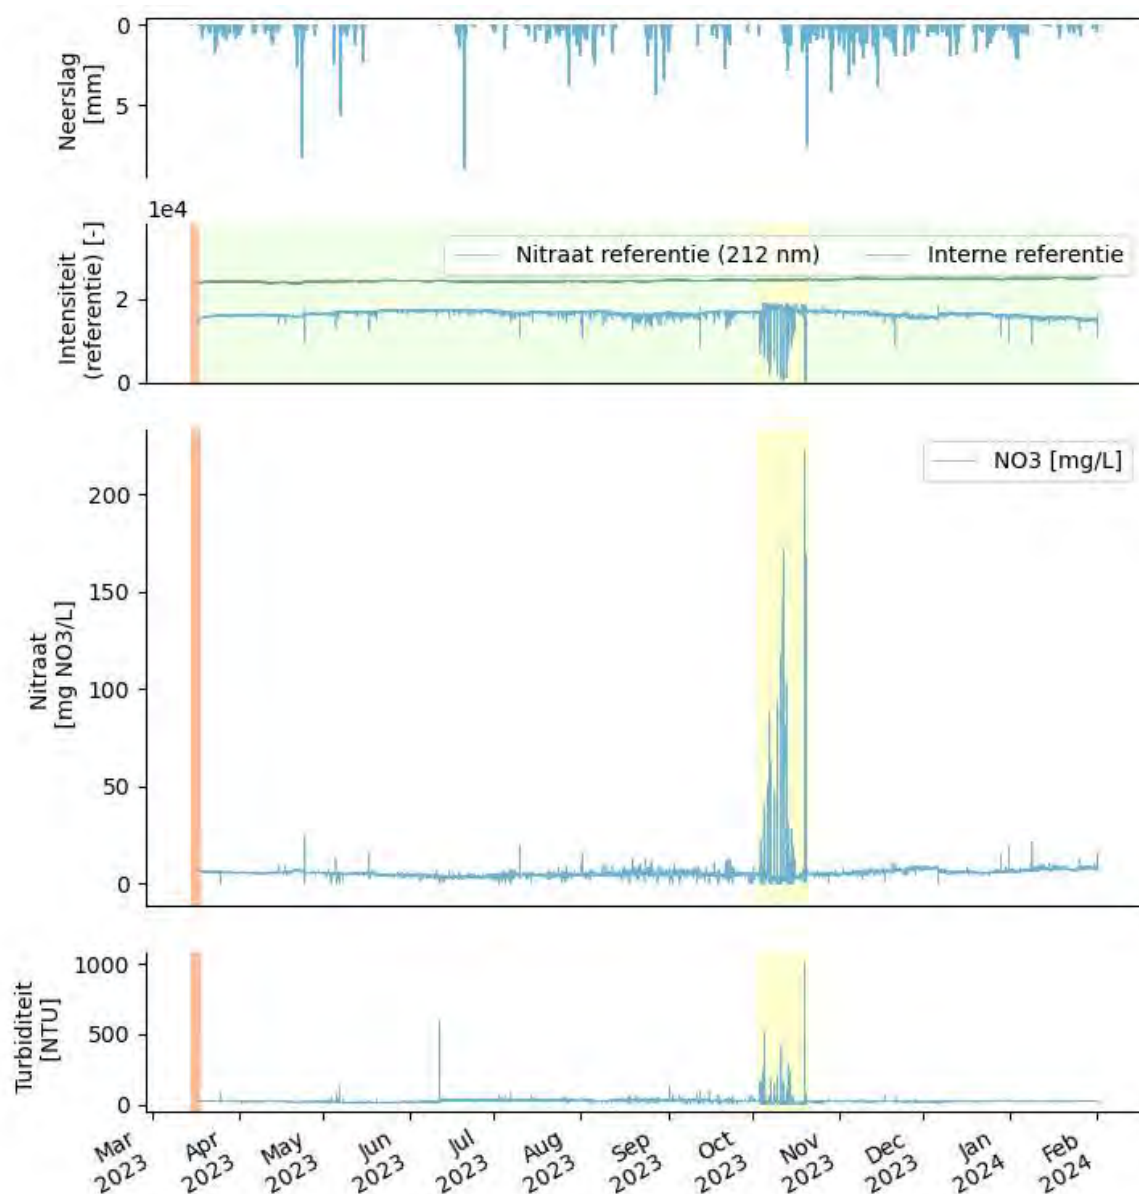 Neerslag
[mm]
0
5
1e4
Intensiteit
(referentie) [-]
2
0
Nitraat referentie (212 nm)
Interne referentie
Nitraat
[mg NO3/L]
200
150
100
50
0
NO3 [mg/L]
Turbiditeit
[NTU]
1000
500
0
Mar
2023
Apr
2023
May
2023
Jun
2023
Jul
2023
Aug
2023
Sep
2023
Oct
2023
Nov
2023
Dec
2023
Jan
2024
Feb
2024